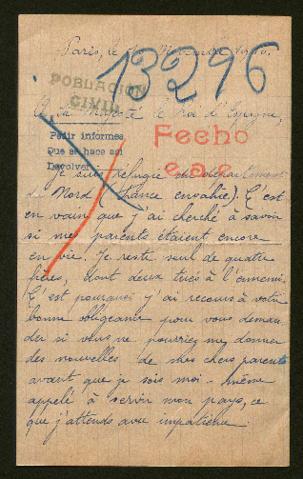 Paris, le 1916.
13296
POBLACION
CIVIL
A Sa Majesté le Roi d'Espagne,
Pedir informes
Que se hace so
Devolver
Fecho
Je suis réfugié du département
du Nord (France envahie). C'est
en vain que j'ai cherché à savoir
si mes parents étaient encore
en vie. Je reste seul de quatre
frères, dont deux tués à l'ennemi.
C'est pourquoi j'ai recours à votre
bonne obligeance pour vous deman
der si vous ne pourriez me donner
des nouvelles de mes chers parents
avant que je sois moi-même
appelé à servir mon pays, ce
que j'attends avec impatience.